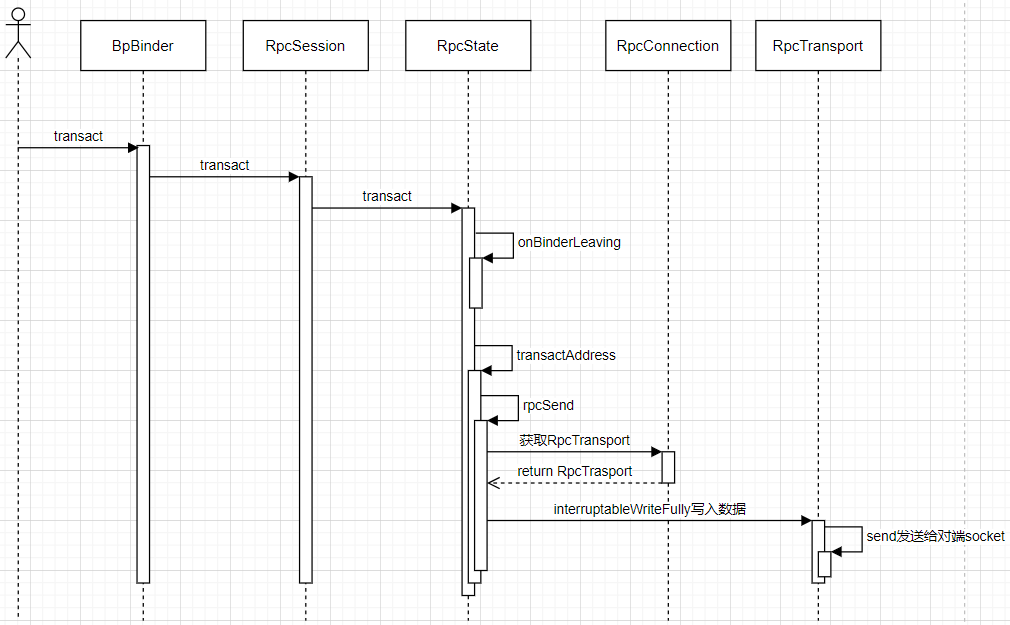 BpBinder
RpcSession
RpcState
RpcConnection
RpcTransport
transact
transact
transact
onBinderLeaving
transactAddress
rpcSend
获取RpcTransport
return RpcTrasport
interruptableWriteFully写入数据
send发送给对端socket